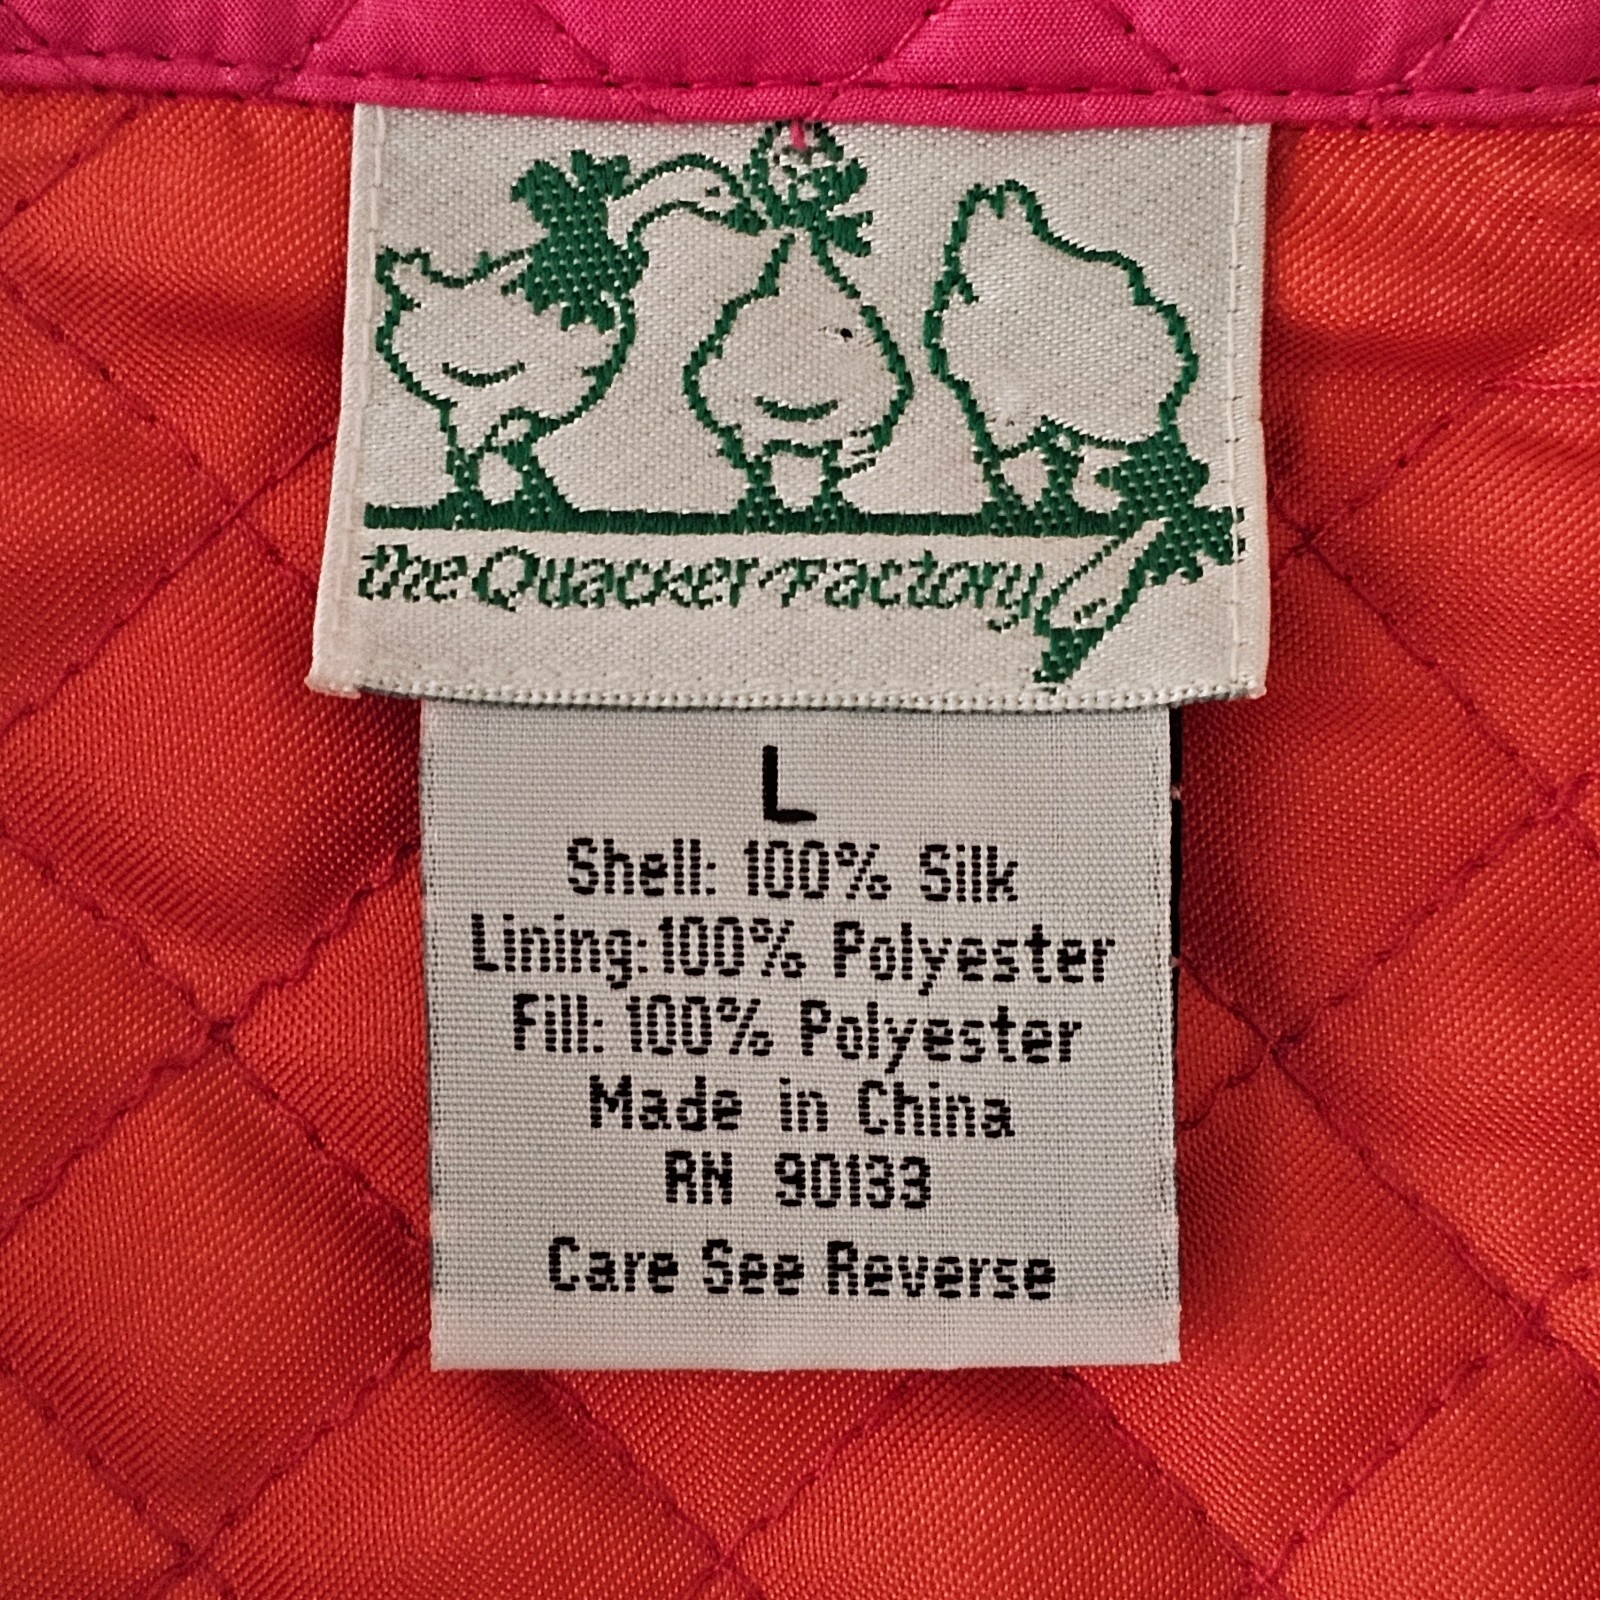 the Quacker Factory
L
Shell: 100% Silk
Lining: 100% Polyester
Fill: 100% Polyester
Made in China
RN 90133
Care See Reverse